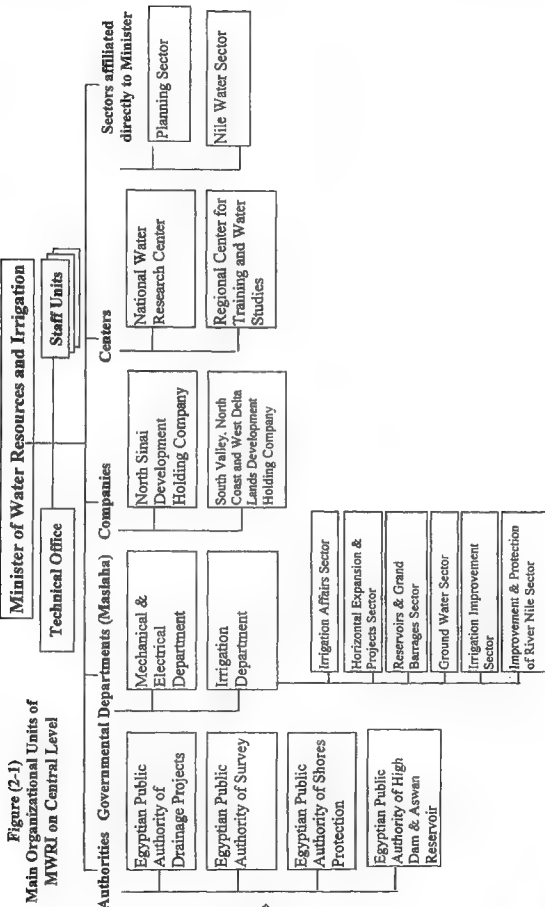 Figure (2-1)
Main Organizational Units of
MWRI on Central Level
Minister of Water Resources and Irrigation
Technical Office
Staff Units
Authorities
Egyptian Public
Authority of
Drainage Projects
Egyptian Public
Authority of Survey
Egyptian Public
Authority of Shores
Protection
Egyptian Public
Authority of High
Dam & Aswan
Reservoir
Governmental Departments (Maslaha)
Mechanical &
Electrical
Department
Irrigation
Department
Irrigation Affairs Sector
Horizontal Expansion &
Projects Sector
Reservoirs & Grand
Barrages Sector
Ground Water Sector
Irrigation Improvement
Sector
Improvement & Protection
of River Nile Sector
Companies
North Sinai
Development
Holding Company
South Valley, North
Coast and West Delta
Lands Development
Holding Company
Centers
National Water
Research Center
Regional Center for
Training and Water
Studies
Sectors affiliated
directly to Minister
Planning Sector
Nile Water Sector